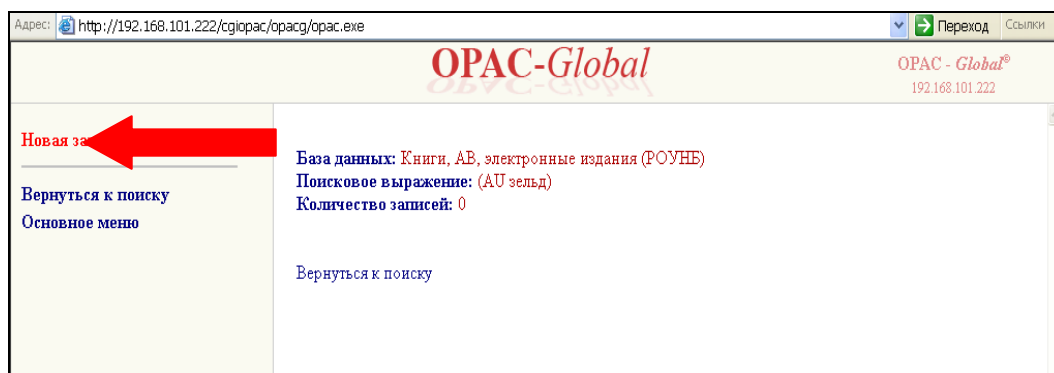 Адрес: http://192.168.101.222/cgiopac/opacg/opac.exe Переход Ссылки
OPAC-Global
OPAC - Global®
192.168.101.222
Новая
База данных: Книги, АВ, электронные издания (РОУНБ)
Поисковое выражение: (AU зельд)
Количество записей: 0
Вернуться к поиску
Основное меню
Вернуться к поиску